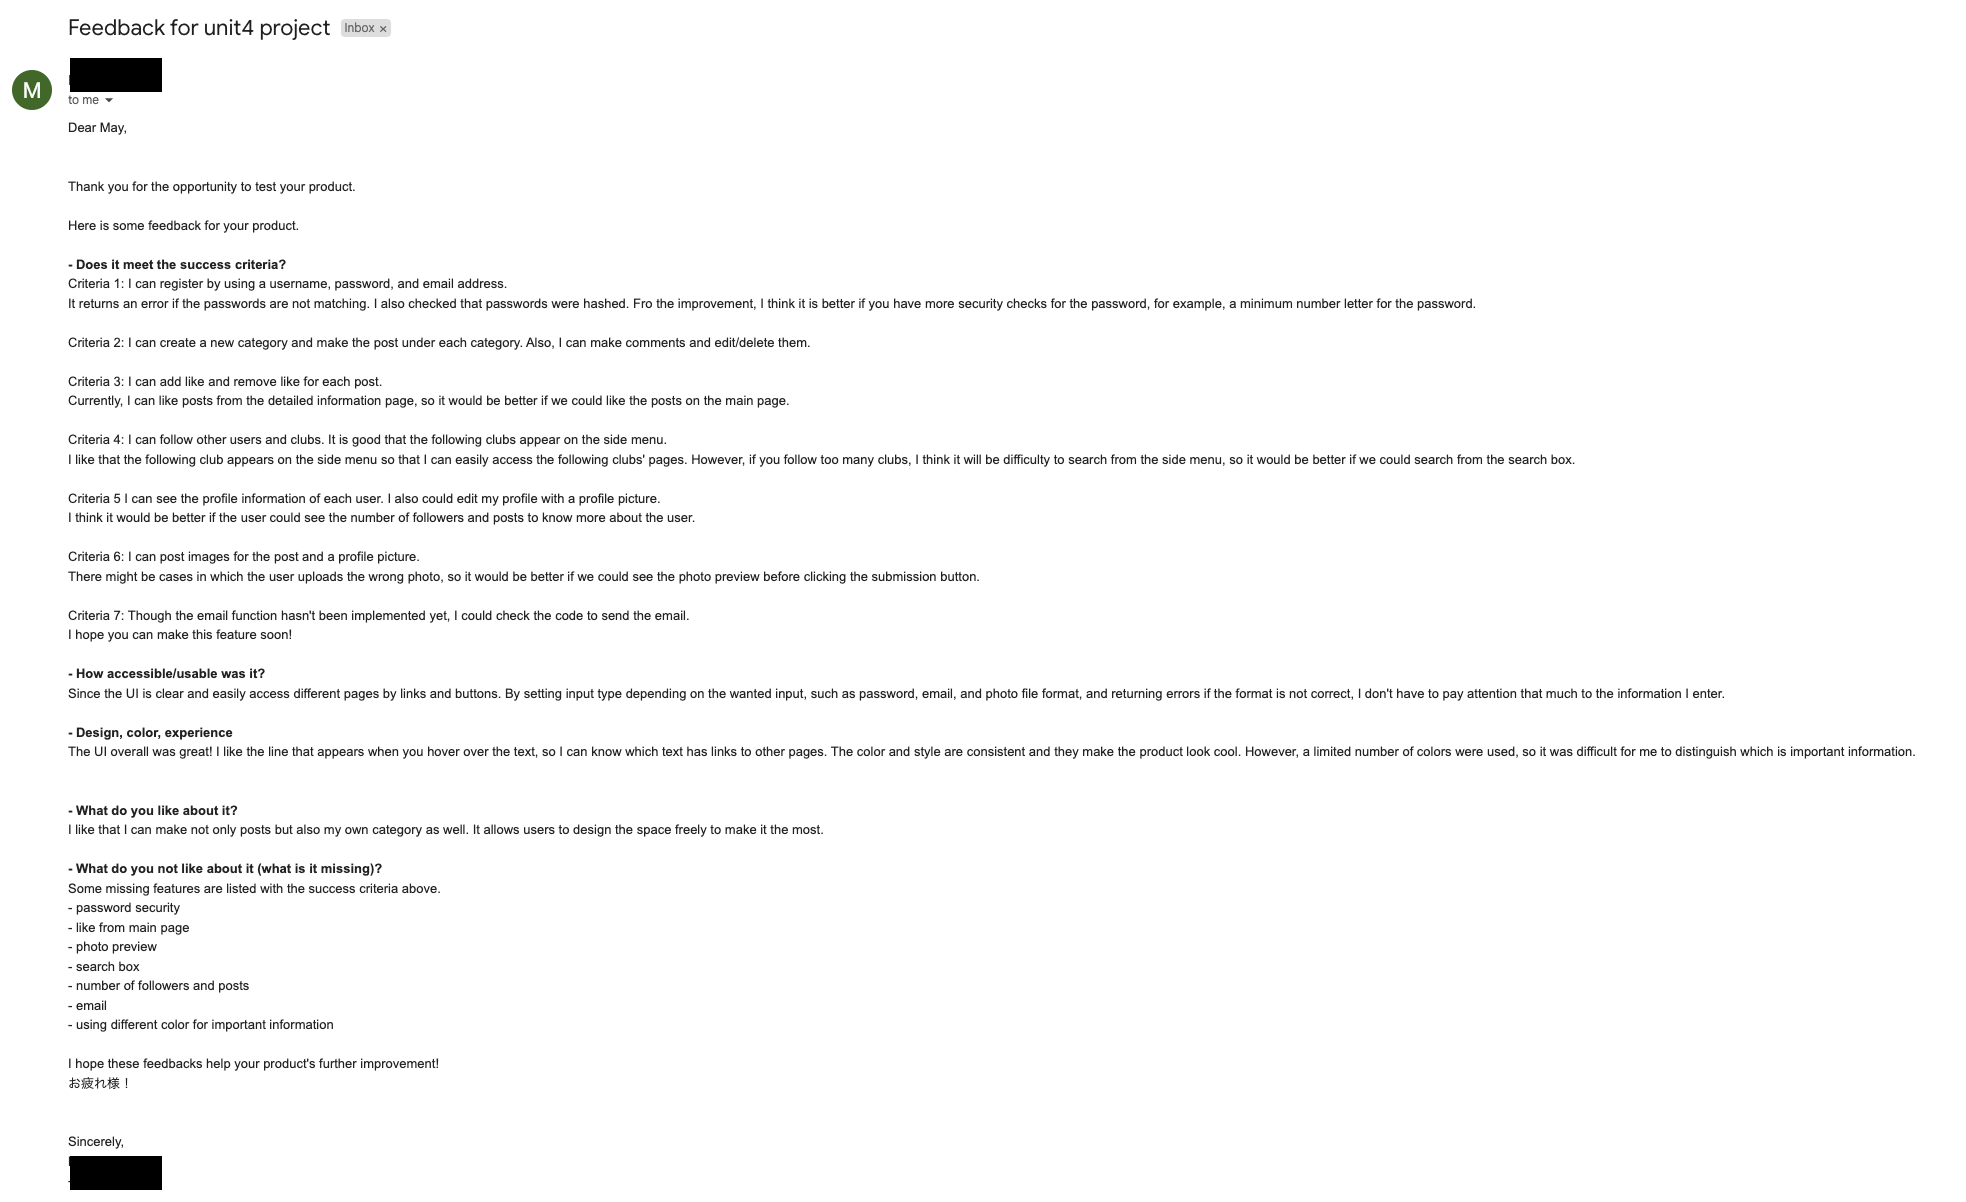 Feedback for unit4 project Inbox ×
M
to me
Dear May,
Thank you for the opportunity to test your product.
Here is some feedback for your product.
- Does it meet the success criteria?
Criteria 1: I can register by using a username, password, and email address.
It returns an error if the passwords are not matching. I also checked that passwords were hashed. Fro the improvement, I think it is better if you have more security checks for the password, for example, a minimum number letter for the password.
Criteria 2: I can create a new category and make the post under each category. Also, I can make comments and edit/delete them.
Criteria 3: I can add like and remove like for each post.
Currently, I can like posts from the detailed information page, so it would be better if we could like the posts on the main page.
Criteria 4: I can follow other users and clubs. It is good that the following clubs appear on the side menu.
I like that the following club appears on the side menu so that I can easily access the following clubs' pages. However, if you follow too many clubs, I think it will be difficulty to search from the side menu, so it would be better if we could search from the search box.
Criteria 5 I can see the profile information of each user. I also could edit my profile with a profile picture.
I think it would be better if the user could see the number of followers and posts to know more about the user.
Criteria 6: I can post images for the post and a profile picture.
There might be cases in which the user uploads the wrong photo, so it would be better if we could see the photo preview before clicking the submission button.
Criteria 7: Though the email function hasn't been implemented yet, I could check the code to send the email.
I hope you can make this feature soon!
- How accessible/usable was it?
Since the UI is clear and easily access different pages by links and buttons. By setting input type depending on the wanted input, such as password, email, and photo file format, and returning errors if the format is not correct, I don't have to pay attention that much to the information I enter.
- Design, color, experience
The UI overall was great! I like the line that appears when you hover over the text, so I can know which text has links to other pages. The color and style are consistent and they make the product look cool. However, a limited number of colors were used, so it was difficult for me to distinguish which is important information.
- What do you like about it?
I like that I can make not only posts but also my own category as well. It allows users to design the space freely to make it the most.
- What do you not like about it (what is it missing)?
Some missing features are listed with the success criteria above.
- password security
- like from main page
- photo preview
- search box
- number of followers and posts
- email
- using different color for important information
I hope these feedbacks help your product's further improvement!
お疲れ様！
Sincerely,